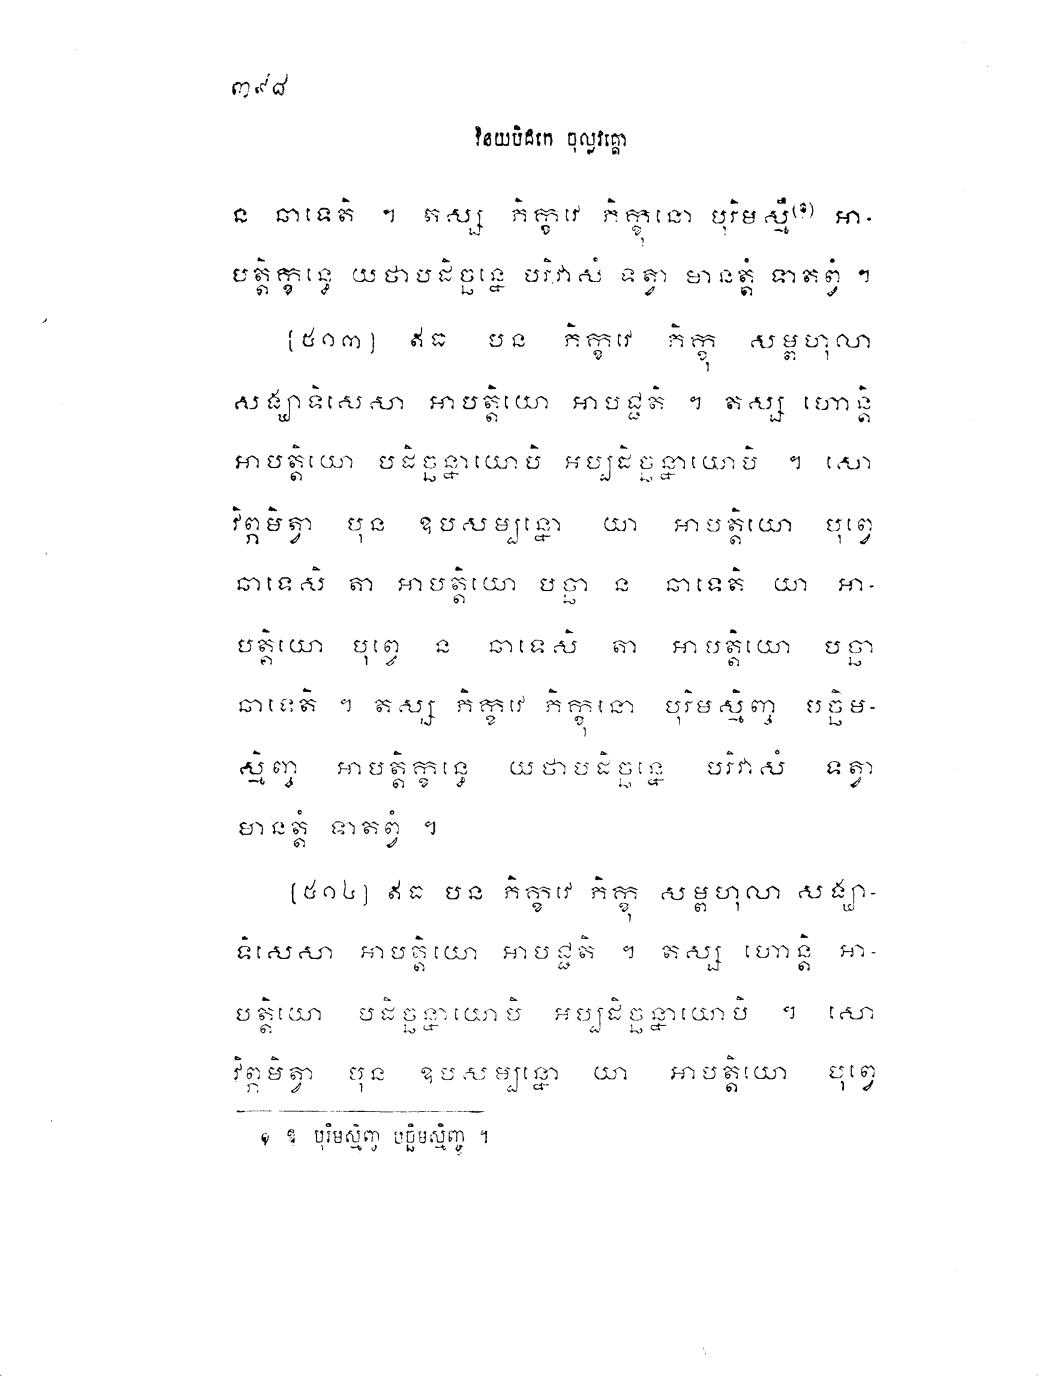 ៣៩៨
វិនយបិដកេ ចុល្លវគ្គោ
ន ឆាទេតិ ។ តស្ស ភិក្ខវេ ភិក្ខុនោ បុរិមស្មឹ(១) អា-
បត្តិក្ខន្ធេ យថាបដិច្ឆន្នេ បរិវាសំ ទត្វា មានត្តំ ទាតព្វំ ។
[៥០៣] ឥធ បន ភិក្ខវេ ភិក្ខុ សម្ពហុលា
សង្ឃាទិសេសា អាបត្តិយោ អាបជ្ជតិ ។ តស្ស ហោន្តិ
អាបត្តិយោ បដិច្ឆន្នាយោបិ អប្បដិច្ឆន្នាយោបិ ។ សោ
វិព្ភមិត្វា បុន ឧបសម្បន្នោ យា អាបត្តិយោ បុព្វេ
ឆាទេសិ តា អាបត្តិយោ បច្ឆា ន ឆាទេតិ យា អា-
បត្តិយោ បុព្វេ ន ឆាទេសិ តា អាបត្តិយោ បច្ឆា
ឆាទេតិ ។ តស្ស ភិក្ខវេ ភិក្ខុនោ បុរិមស្មិញ្ច បច្ឆិម-
ស្មិញ្ច អាបត្តិក្ខន្ធេ យថាបដិច្ឆន្នេ បរិវាសំ ទត្វា
មានត្តំ ទាតព្វំ ។
[៥០៤] ឥធ បន ភិក្ខវេ ភិក្ខុ សម្ពហុលា សង្ឃា-
ទិសេសា អាបត្តិយោ អាបជ្ជតិ ។ តស្ស ហោន្តិ អា-
បត្តិយោ បដិច្ឆន្នាយោបិ អប្បដិច្ឆន្នាយោបិ ។ សោ
វិព្ភមិត្វា បុន ឧបសម្បន្នោ យា អាបត្តិយោ បុព្វេ
១ ឱ បុរិមស្មិញ្ច បច្ឆិមស្មិញ្ច ។